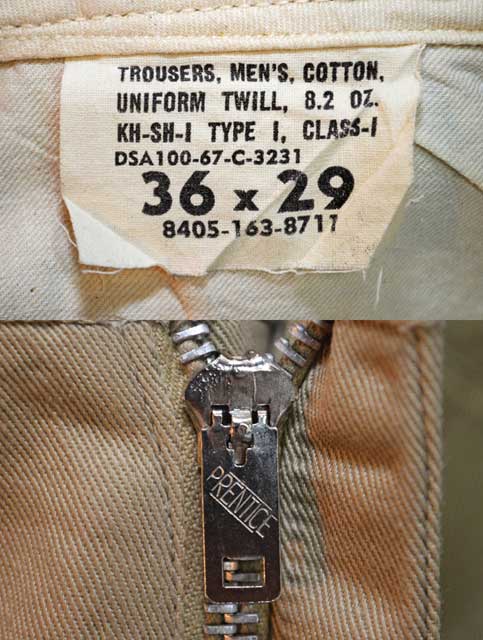 TROUSERS, MEN'S, COTTON,
UNIFORM TWILL, 8.2 OZ.
KH-SH-I TYPE I, CLASS-I
DSA100-67-C-3231
36 x 29
8405-163-8711
PRENTICE